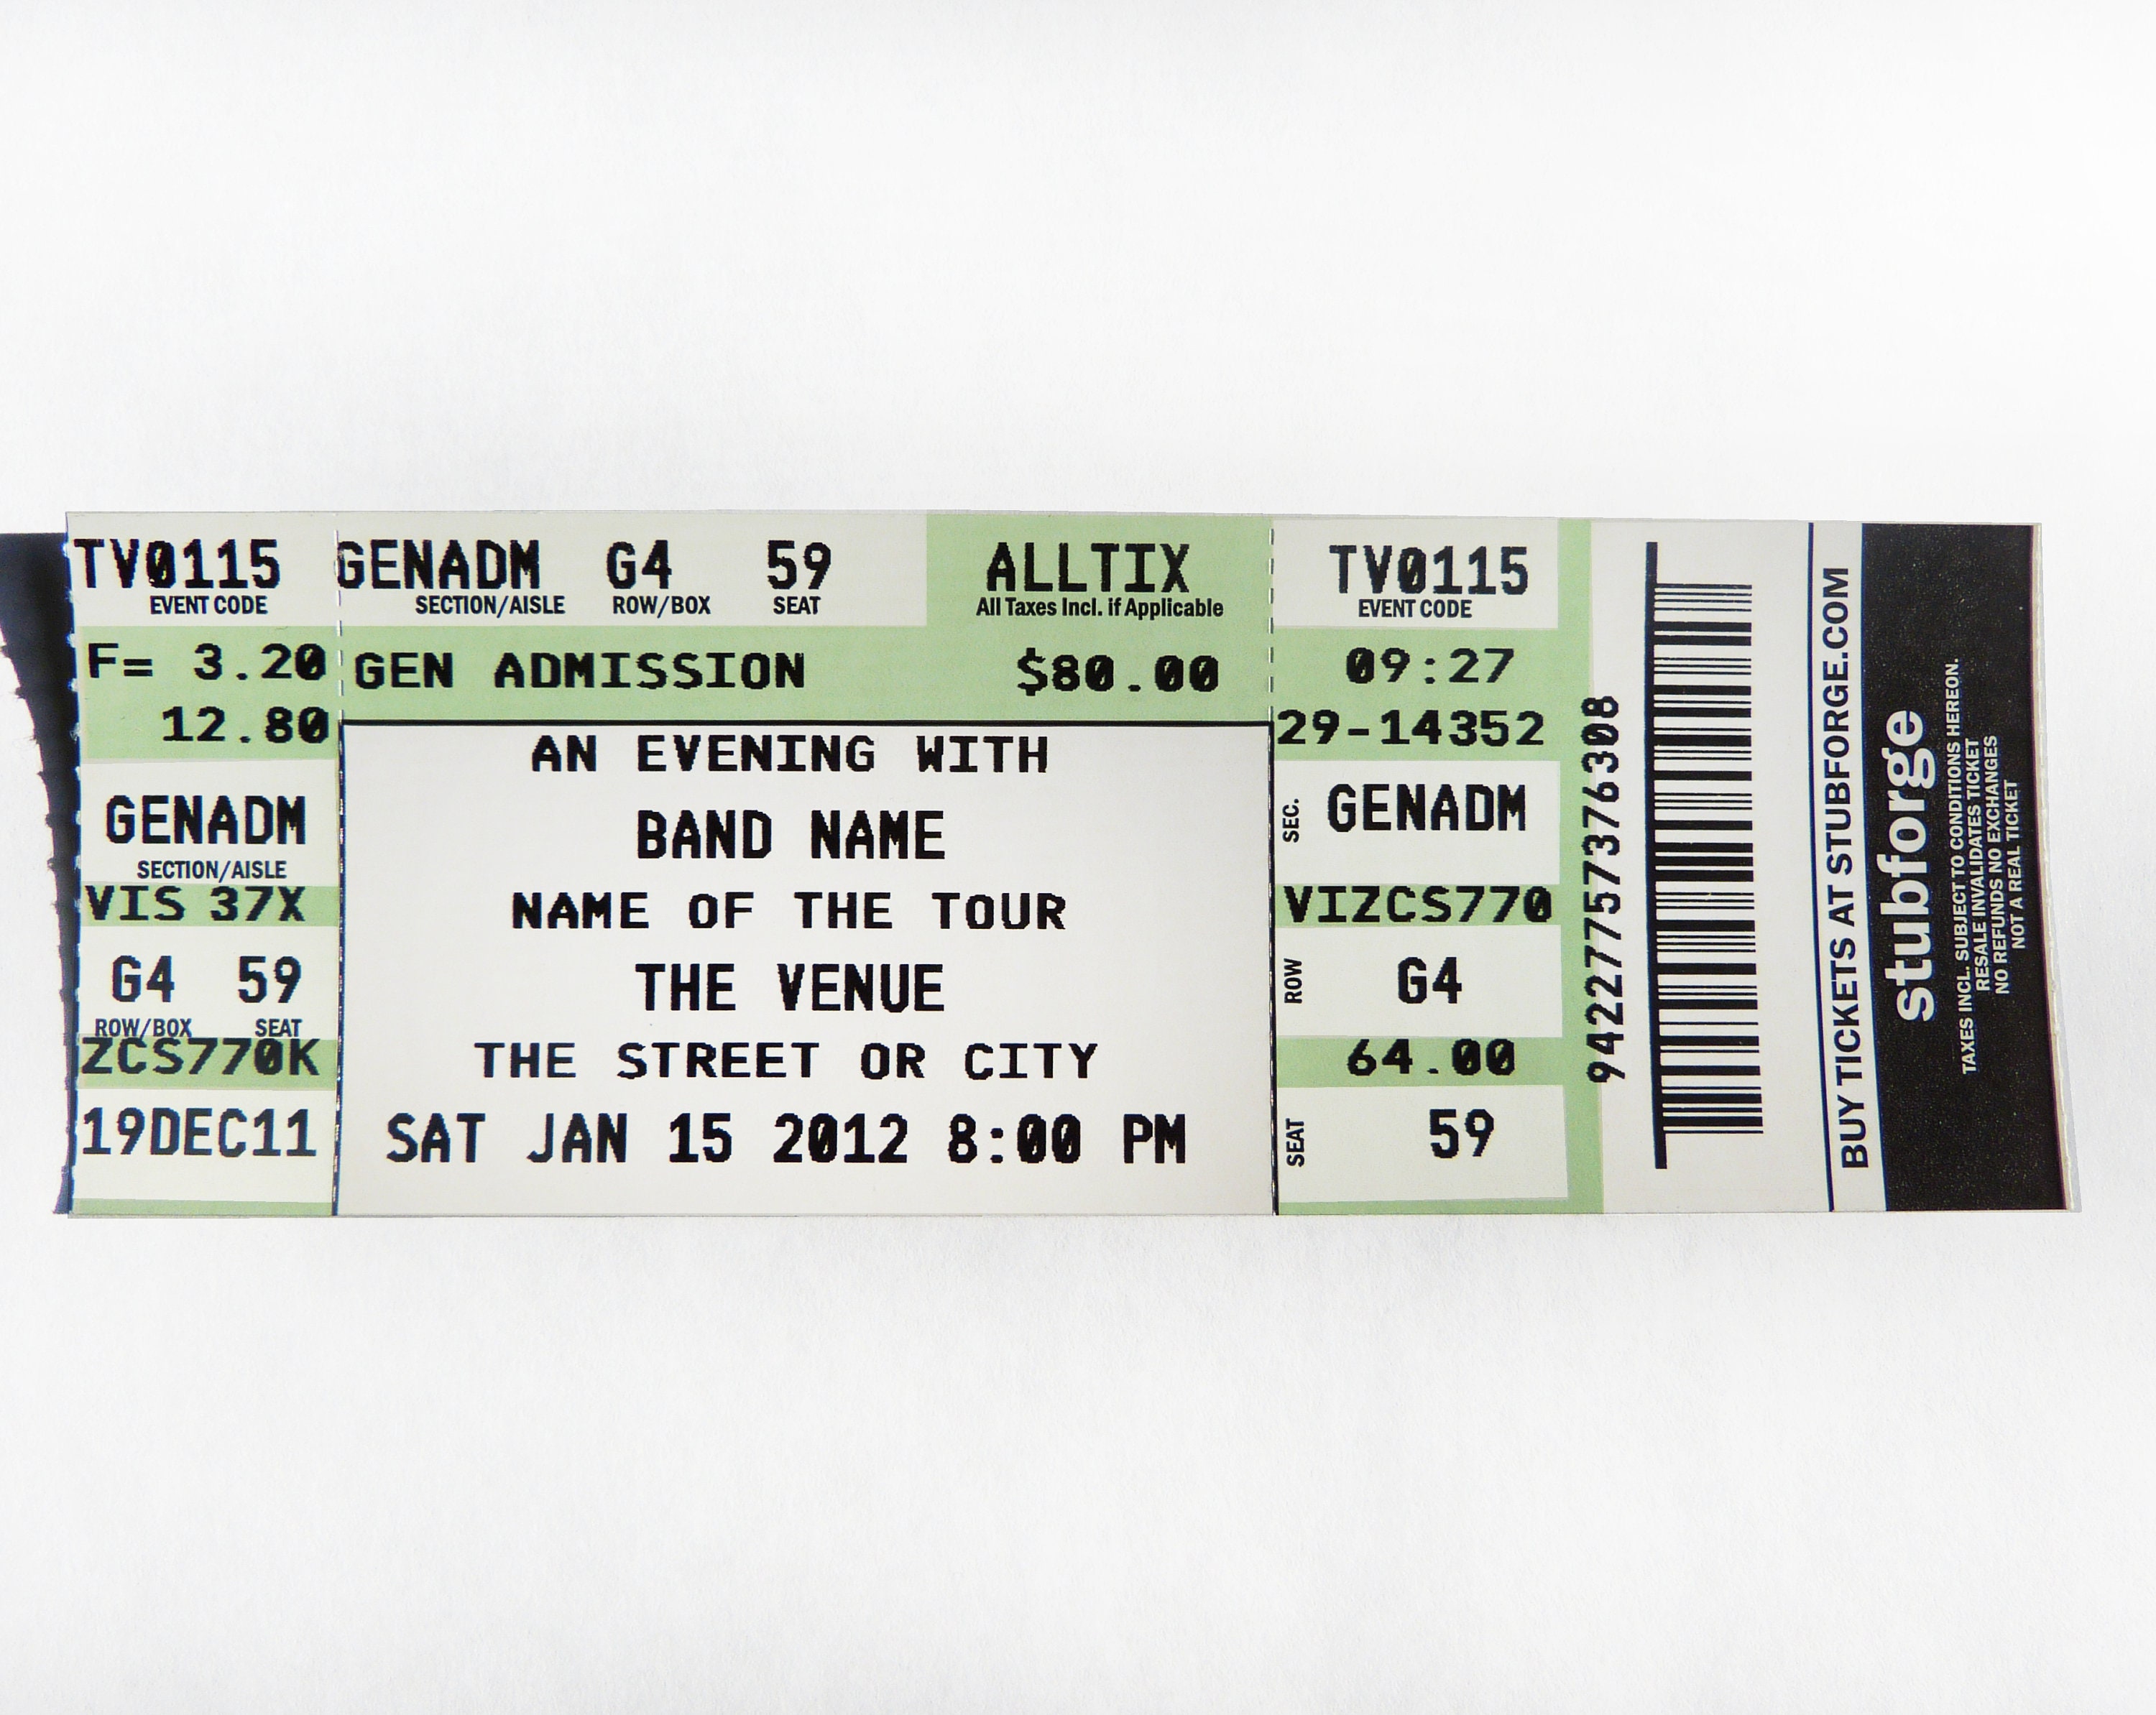 TV0115
EVENT CODE
F= 3.20
12.80
GENADM
SECTION/AISLE
VIS 37X
G4 59
ROW/BOX SEAT
ZCS770K
19DEC11
GENADM G4 59
SECTION/AISLE ROW/BOX SEAT
ALLTIX
All Taxes Incl. if Applicable
GEN ADMISSION $80.00
AN EVENING WITH
BAND NAME
NAME OF THE TOUR
THE VENUE
THE STREET OR CITY
SAT JAN 15 2012 8:00 PM
TV0115
EVENT CODE
09:27
29-14352
SEC. GENADM
VIZCS770
ROW G4
64.00
SEAT 59
9422777557376308
BUY TICKETS AT STUBFORGE.COM
stubforge
TAXES INCL. SUBJECT TO CONDITIONS HEREON.
RESALE INVALIDATES TICKET
NO REFUNDS NO EXCHANGES
NOT A REAL TICKET